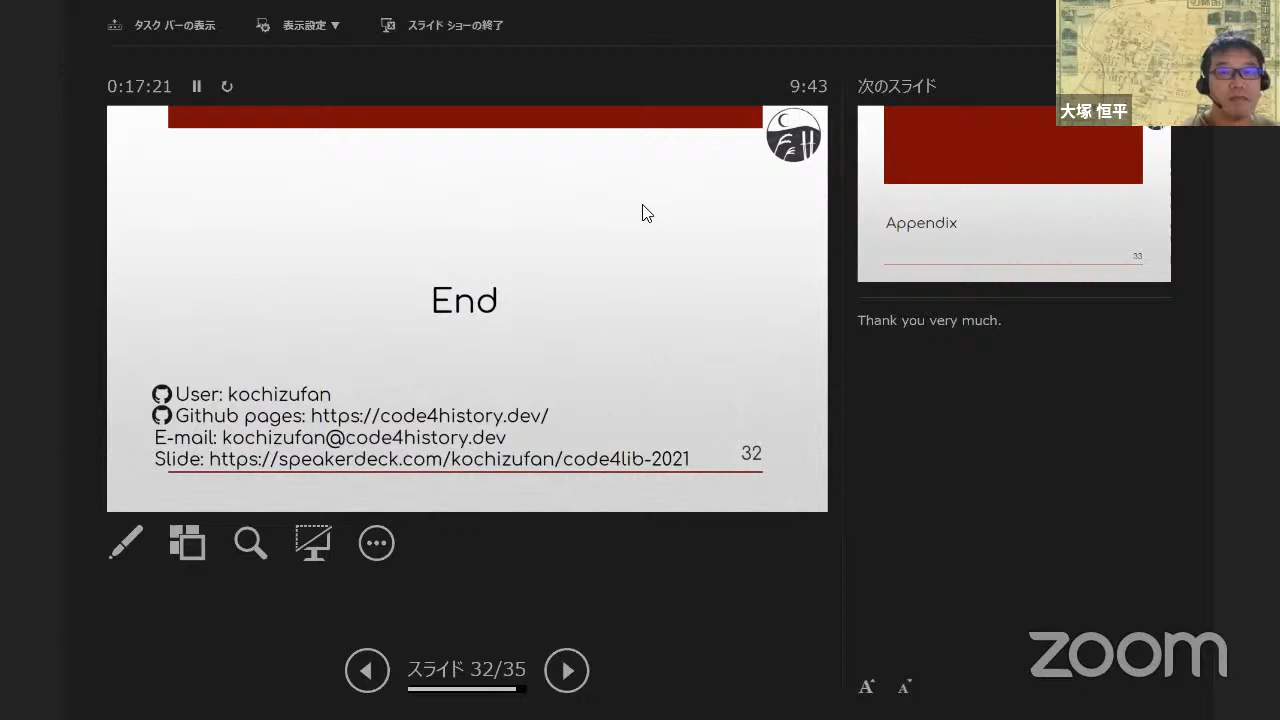 タスク バーの表示 表示設定 ▼ スライド ショーの終了
大塚 恒平
0:17:21
9:43
次のスライド
End
User: kochizufan
Github pages: https://code4history.dev/
E-mail: kochizufan@code4history.dev
Slide: https://speakerdeck.com/kochizufan/code4lib-2021
32
Appendix
33
Thank you very much.
スライド 32/35
A A
zoom